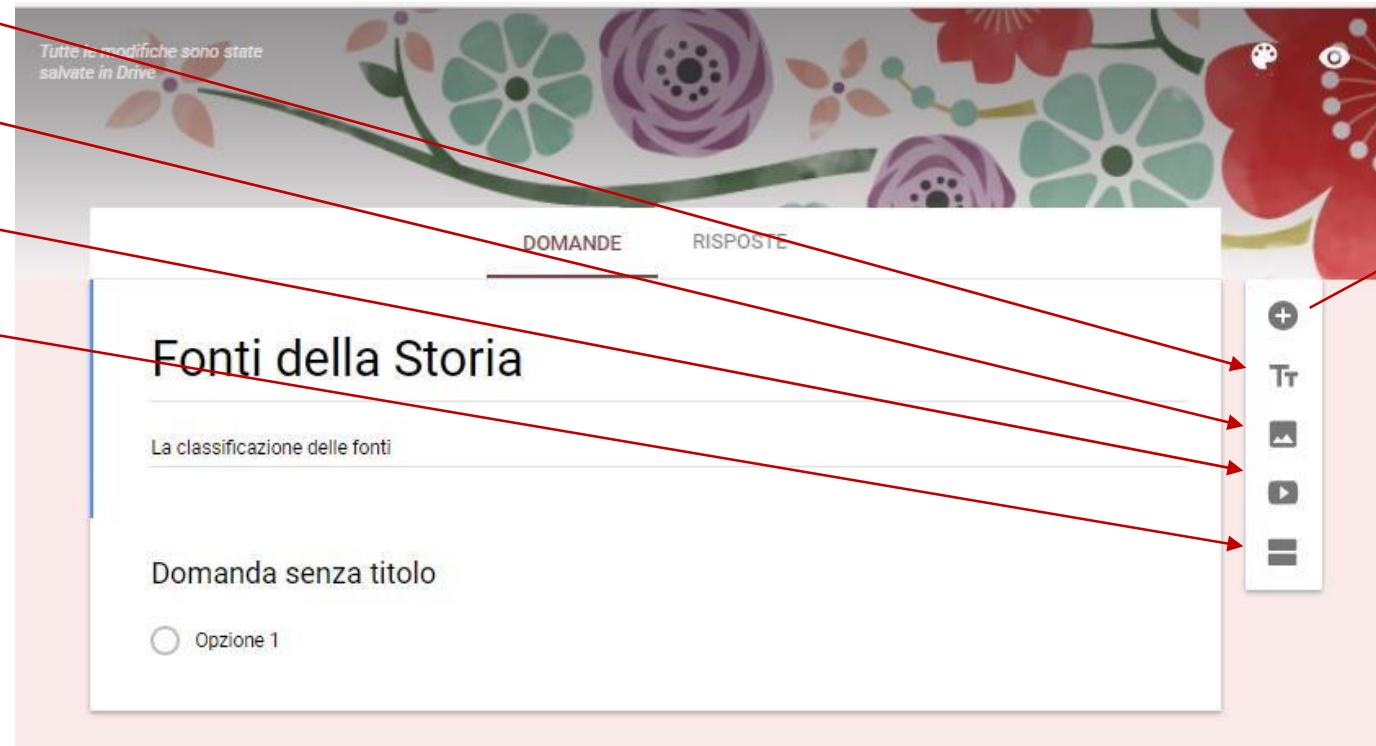 Tutte le modifiche sono state
salvate in Drive
DOMANDE RISPOSTE
Fonti della Storia
La classificazione delle fonti
Domanda senza titolo
Opzione 1
Tт